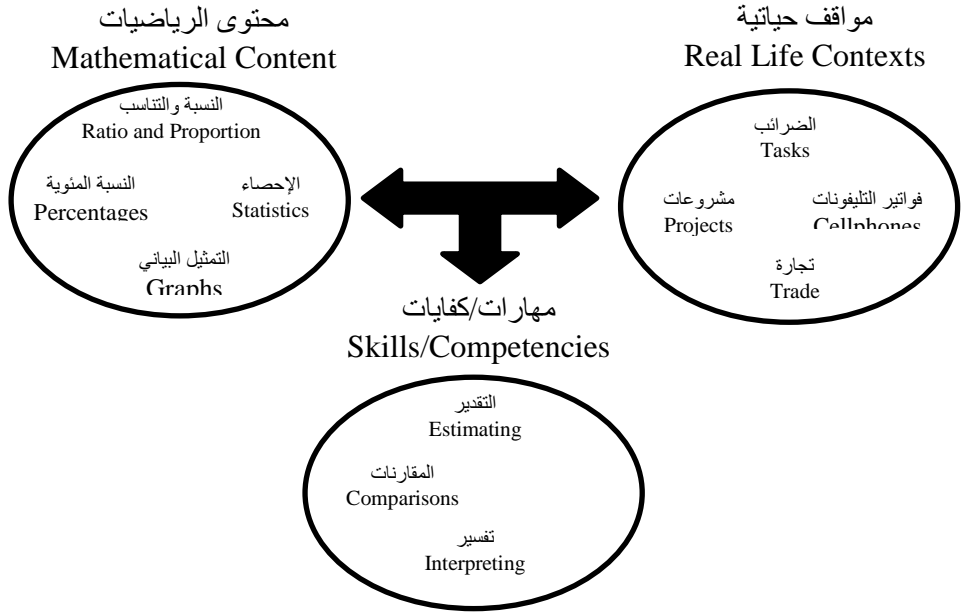 محتوى الرياضيات
Mathematical Content
النسبة والتناسب
Ratio and Proportion
النسبة المئوية
Percentages
الإحصاء
Statistics
التمثيل البياني
Graphs
مواقف حياتية
Real Life Contexts
الضرائب
Tasks
مشروعات
Projects
فواتير التليفونات
Cellphones
تجارة
Trade
مهارات/كفايات
Skills/Competencies
التقدير
Estimating
المقارنات
Comparisons
تفسير
Interpreting